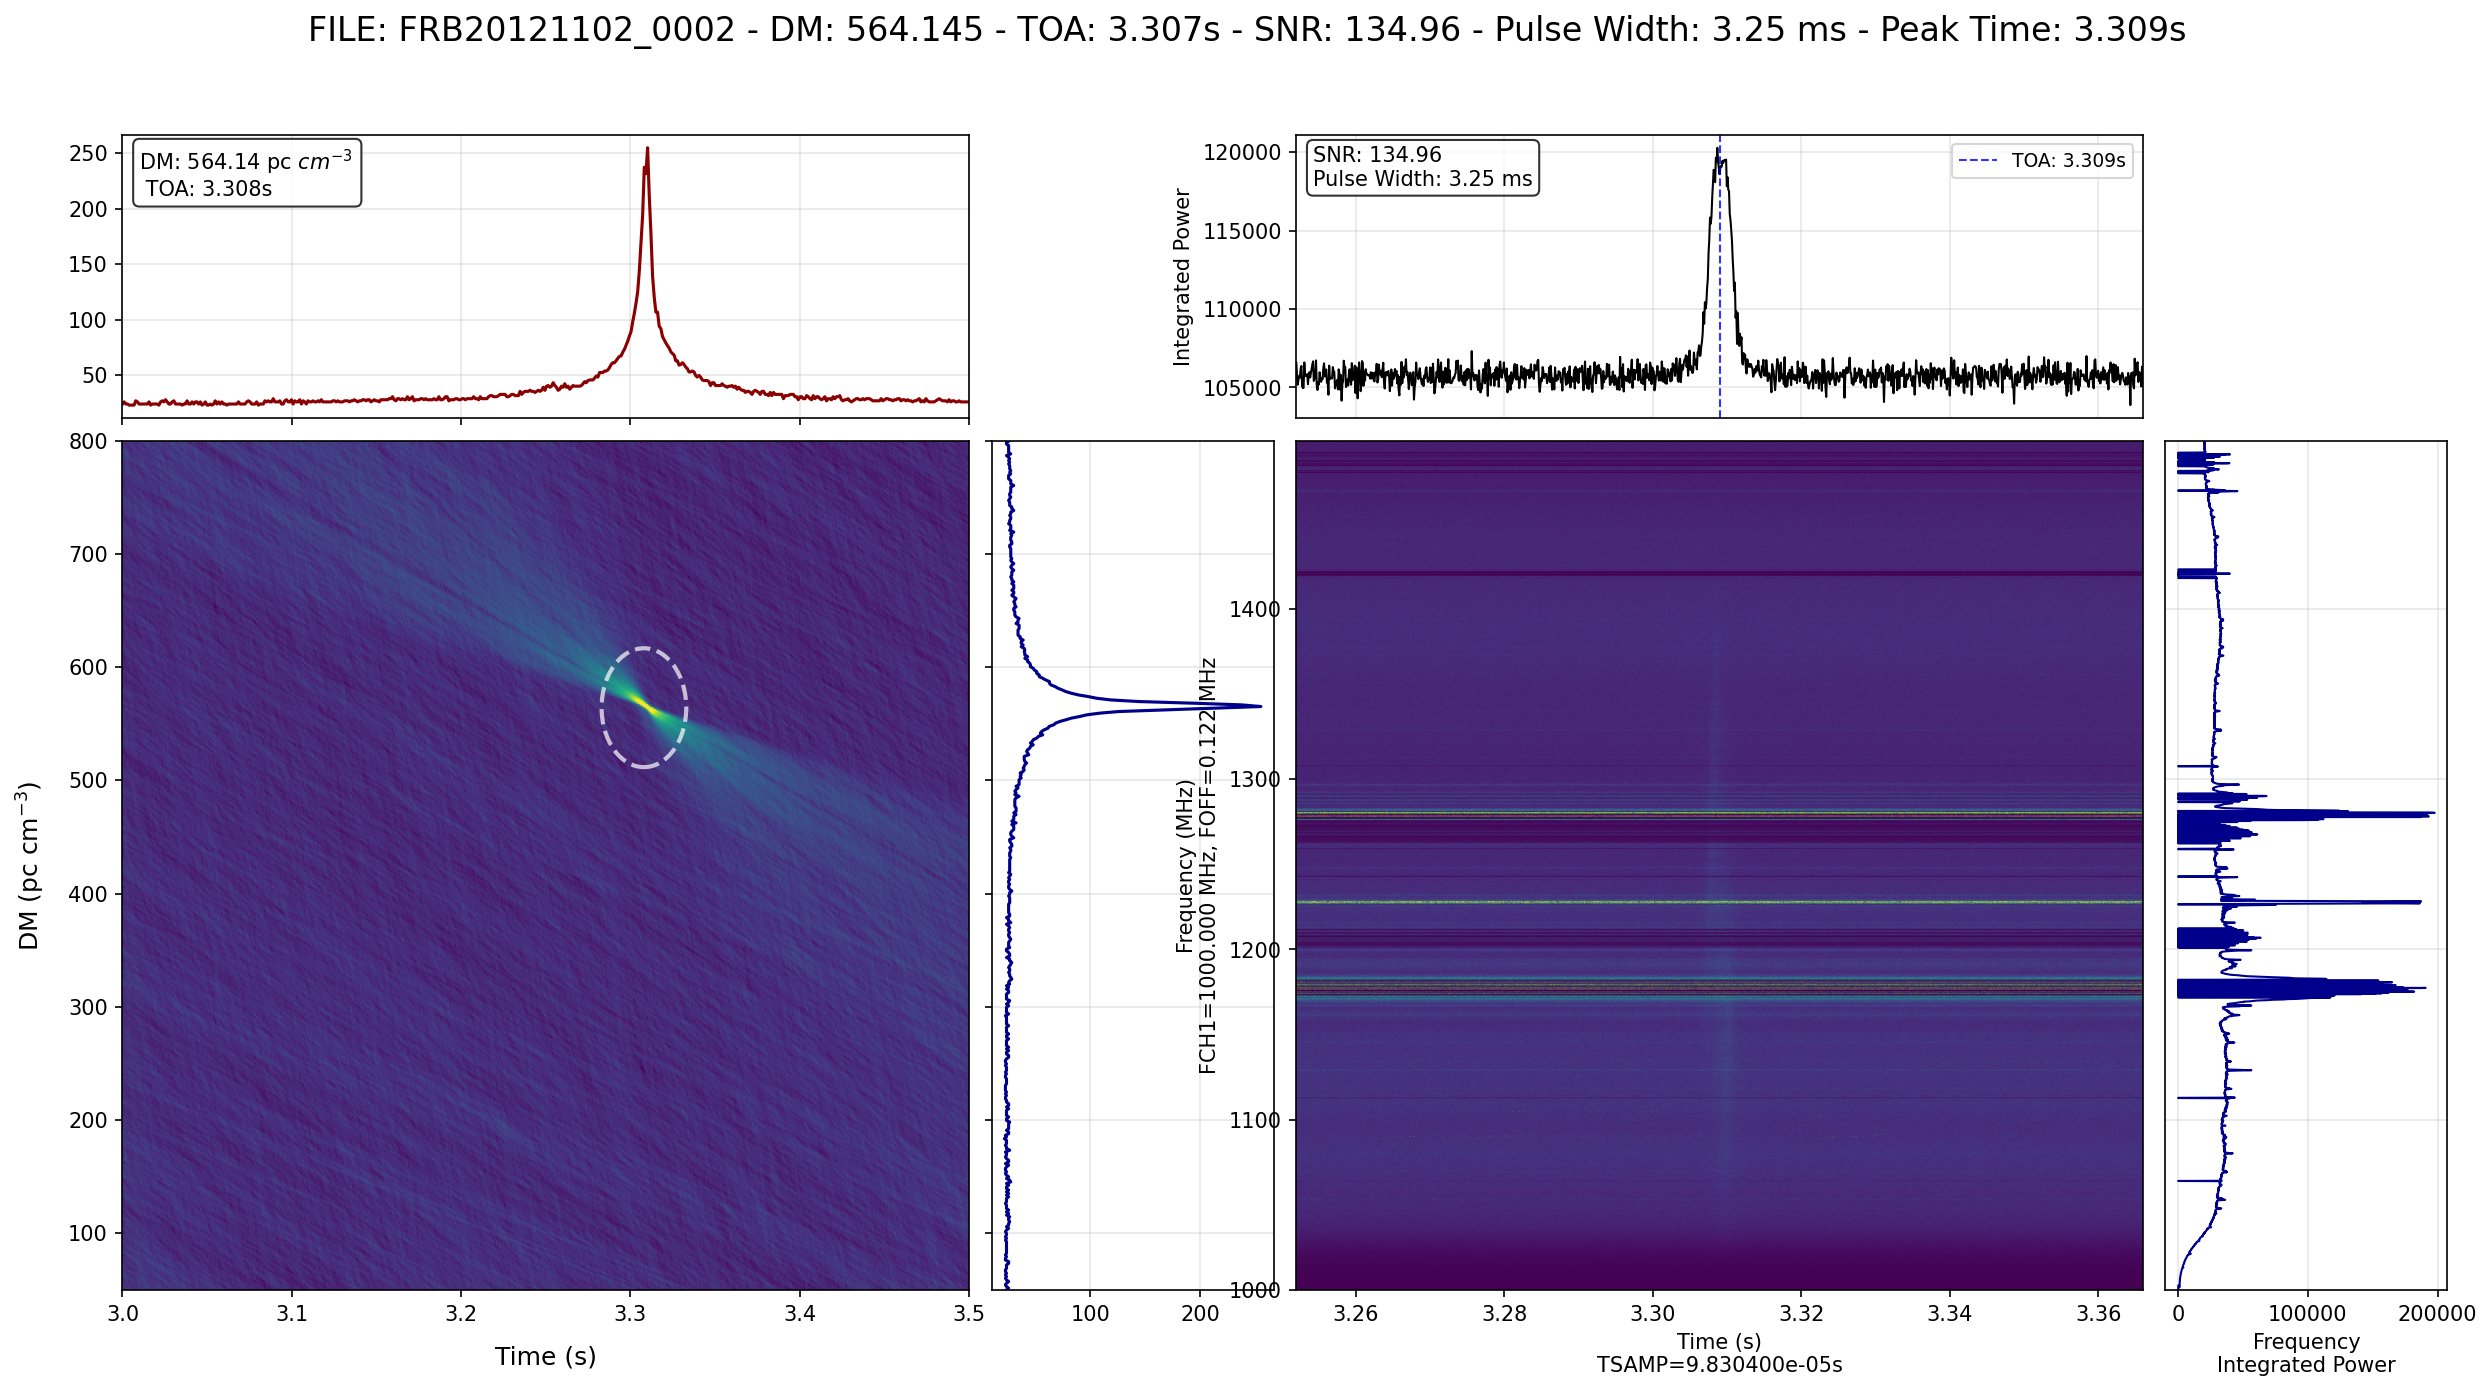 FILE: FRB20121102_0002 - DM: 564.145 - TOA: 3.307s - SNR: 134.96 - Pulse Width: 3.25 ms - Peak Time: 3.309s
250
200
150
100
50
DM: 564.14 pc cm⁻³
TOA: 3.308s
Integrated Power
120000
115000
110000
105000
SNR: 134.96
Pulse Width: 3.25 ms
TOA: 3.309s
DM (pc cm⁻³)
800
700
600
500
400
300
200
100
3.0
3.1
3.2
3.3
3.4
3.5
Time (s)
100
200
Frequency (MHz)
FCH1=1000.000 MHz, FOFF=0.122 MHz
1400
1300
1200
1100
1000
3.26
3.28
3.30
3.32
3.34
3.36
Time (s)
TSAMP=9.830400e-05s
0
100000
200000
Frequency
Integrated Power